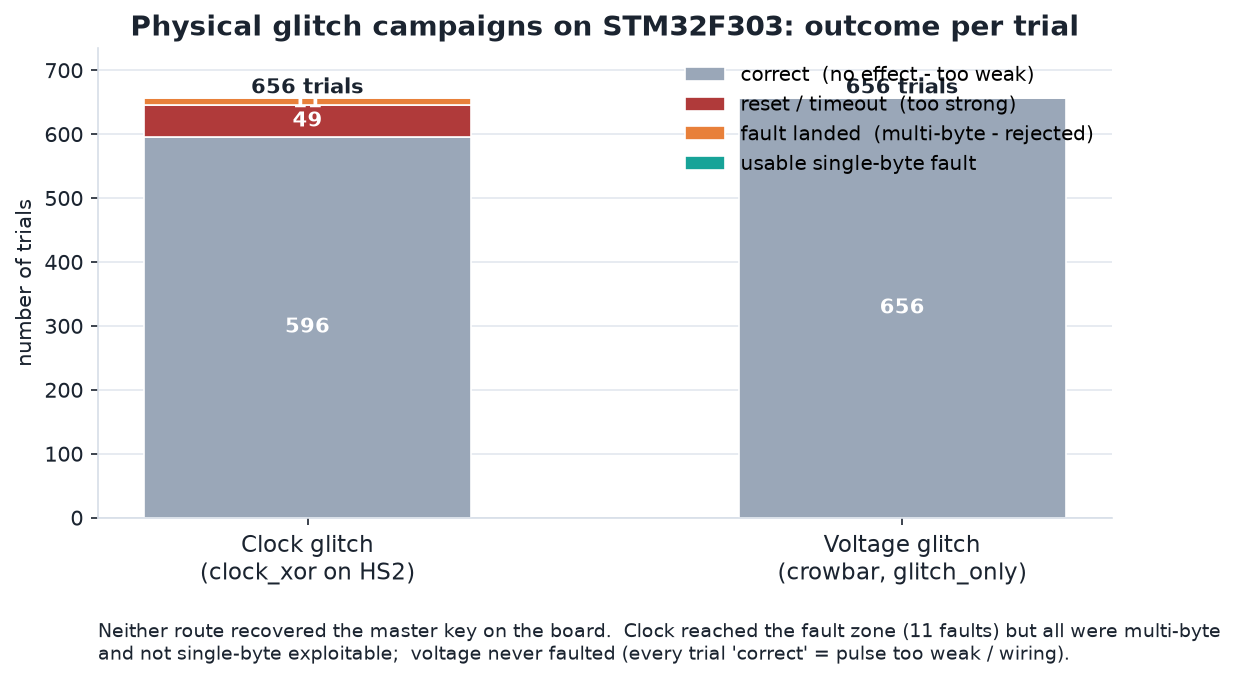 Physical glitch campaigns on STM32F303: outcome per trial
number of trials
700
600
500
400
300
200
100
0
656 trials
11
49
596
correct (no effect - too weak)
reset / timeout (too strong)
fault landed (multi-byte - rejected)
usable single-byte fault
656 trials
656
Clock glitch
(clock_xor on HS2)
Voltage glitch
(crowbar, glitch_only)
Neither route recovered the master key on the board. Clock reached the fault zone (11 faults) but all were multi-byte
and not single-byte exploitable; voltage never faulted (every trial 'correct' = pulse too weak / wiring).